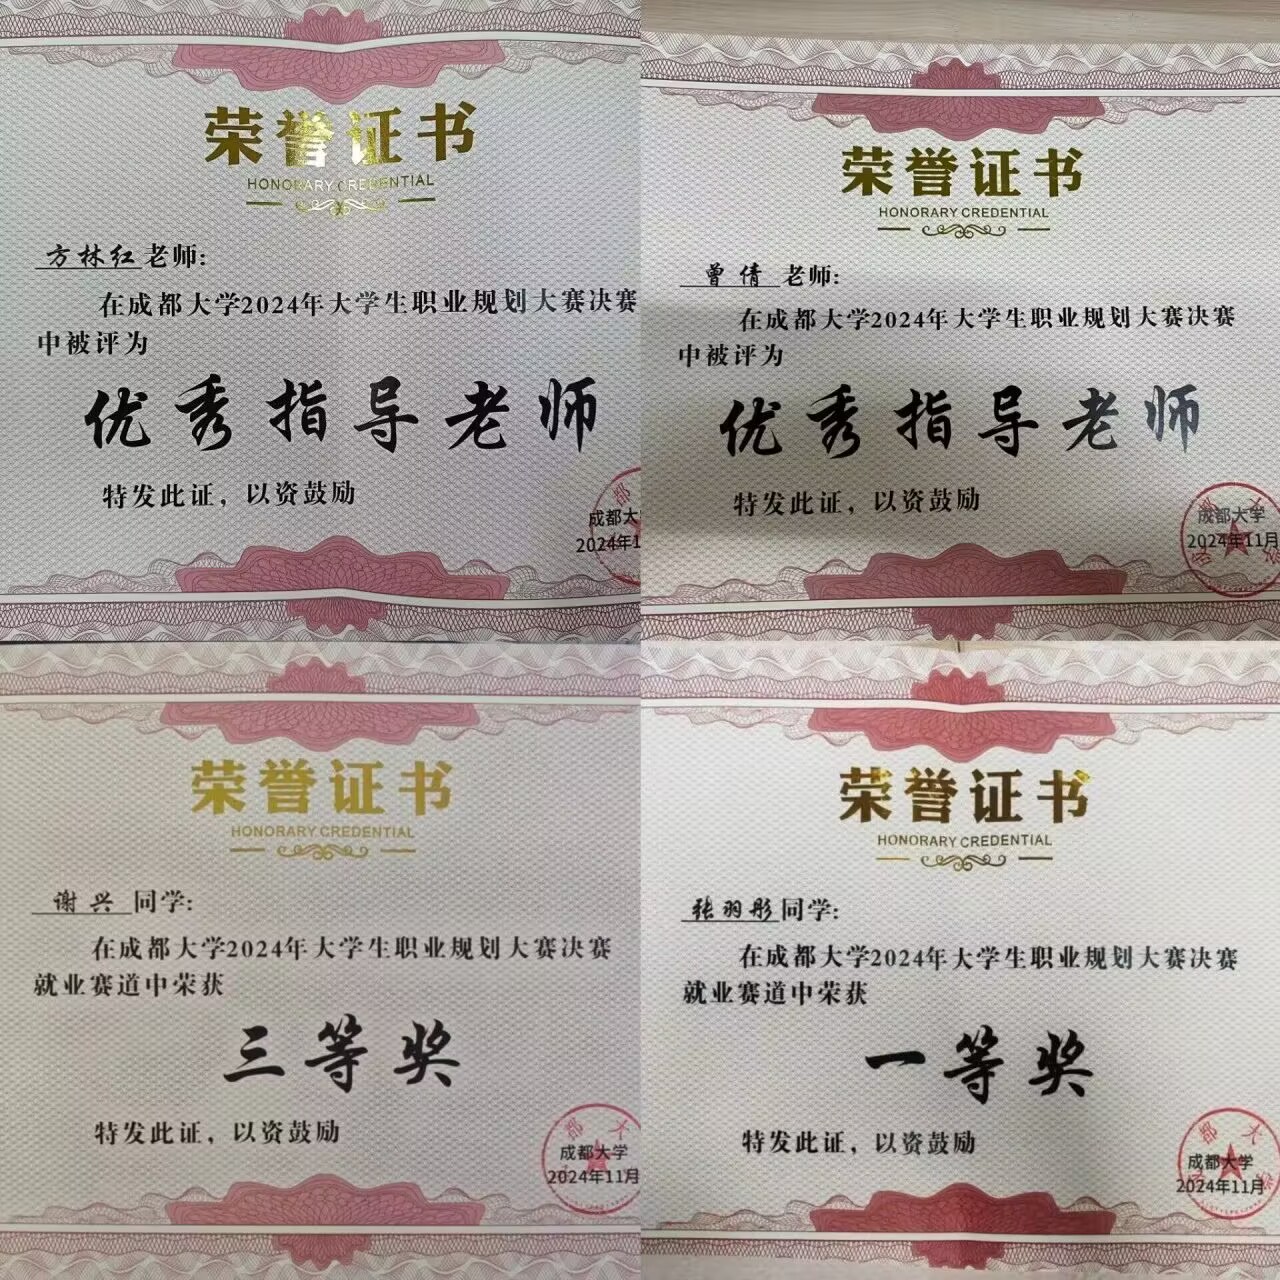 荣誉证书
HONORARY CREDENTIAL
方林红老师:
在成都大学2024年大学生职业规划大赛决赛
中被评为
优秀指导老师
特发此证，以资鼓励
成都大
2024年1
荣誉证书
HONORARY CREDENTIAL
曾倩 老师:
在成都大学2024年大学生职业规划大赛决赛
中被评为
优秀指导老师
特发此证，以资鼓励
成都大学
2024年11月
荣誉证书
HONORARY CREDENTIAL
谢兴 同学:
在成都大学2024年大学生职业规划大赛决赛
就业赛道中荣获
三等奖
特发此证，以资鼓励
成都大学
2024年11月
荣誉证书
HONORARY CREDENTIAL
张羽彤同学:
在成都大学2024年大学生职业规划大赛决赛
就业赛道中荣获
一等奖
特发此证，以资鼓励
成都大学
2024年11月